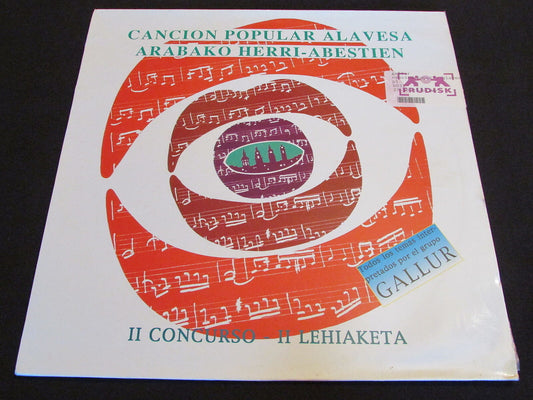 CANCION POPULAR ALAVESA
ARABAKO HERRI-ABESTIEN
FRUDISK
Todos los temas inter-
pretados por el grupo
GALLUR
II CONCURSO - II LEHIAKETA